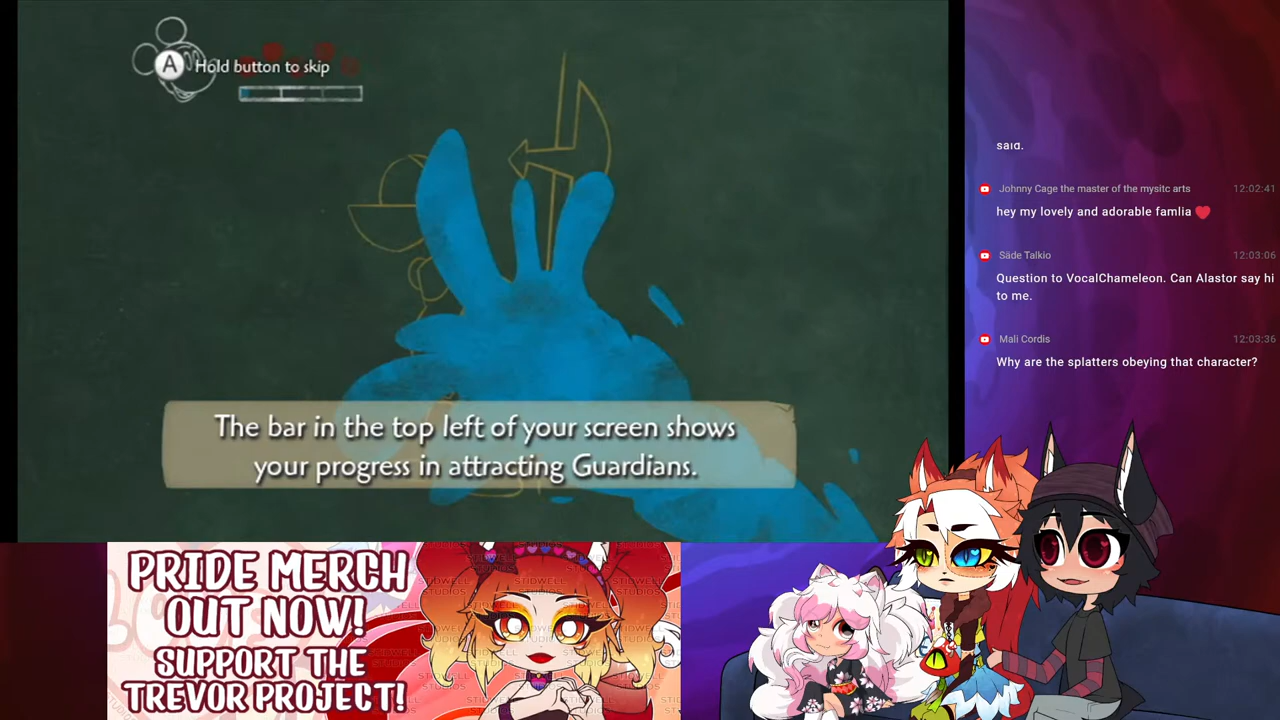 A Hold button to skip
The bar in the top left of your screen shows
your progress in attracting Guardians.
said.
Johnny Cage the master of the mysitc arts 12:02:41
hey my lovely and adorable famlia ❤
Säde Talkio 12:03:06
Question to VocalChameleon. Can Alastor say hi
to me.
Mali Cordis 12:03:36
Why are the splatters obeying that character?
PRIDE MERCH
OUT NOW!
SUPPORT THE
TREVOR PROJECT!
STIDWELL
STUDIOS